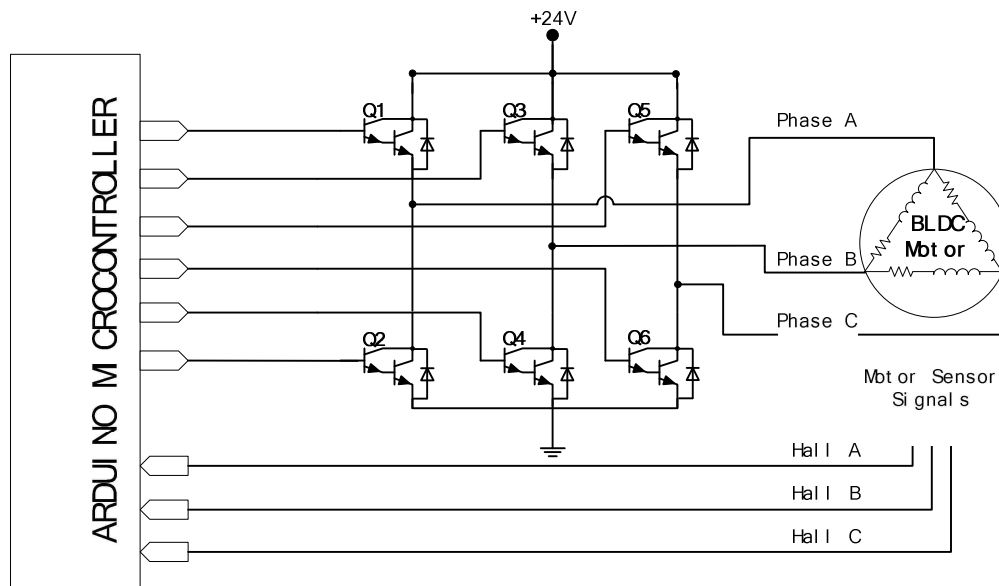 +24V
Q1
Q3
Q5
Phase A
BLDC
Motor
Phase B
Phase C
Q2
Q4
Q6
Motor Sensor
Signals
Hall A
Hall B
Hall C
ARDUINO MICROCONTROLLER